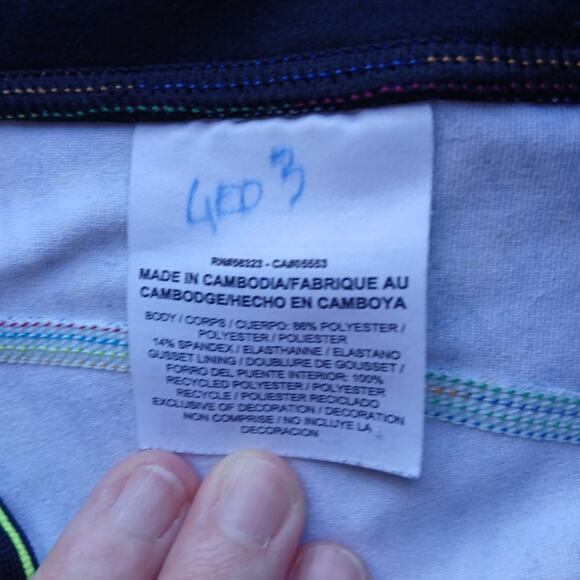 GED 3
RN#56323 - CA#05553
MADE IN CAMBODIA/FABRIQUE AU
CAMBODGE/HECHO EN CAMBOYA
BODY / CORPS / CUERPO: 86% POLYESTER /
POLYESTER / POLIESTER
14% SPANDEX / ELASTHANNE / ELASTANO
GUSSET LINING / DOUBLURE DE GOUSSET /
FORRO DEL PUENTE INTERIOR: 100%
RECYCLED POLYESTER / POLYESTER
RECYCLE / POLIESTER RECICLADO
EXCLUSIVE OF DECORATION / DECORATION
NON COMPRISE / NO INCLUYE LA
DECORACION